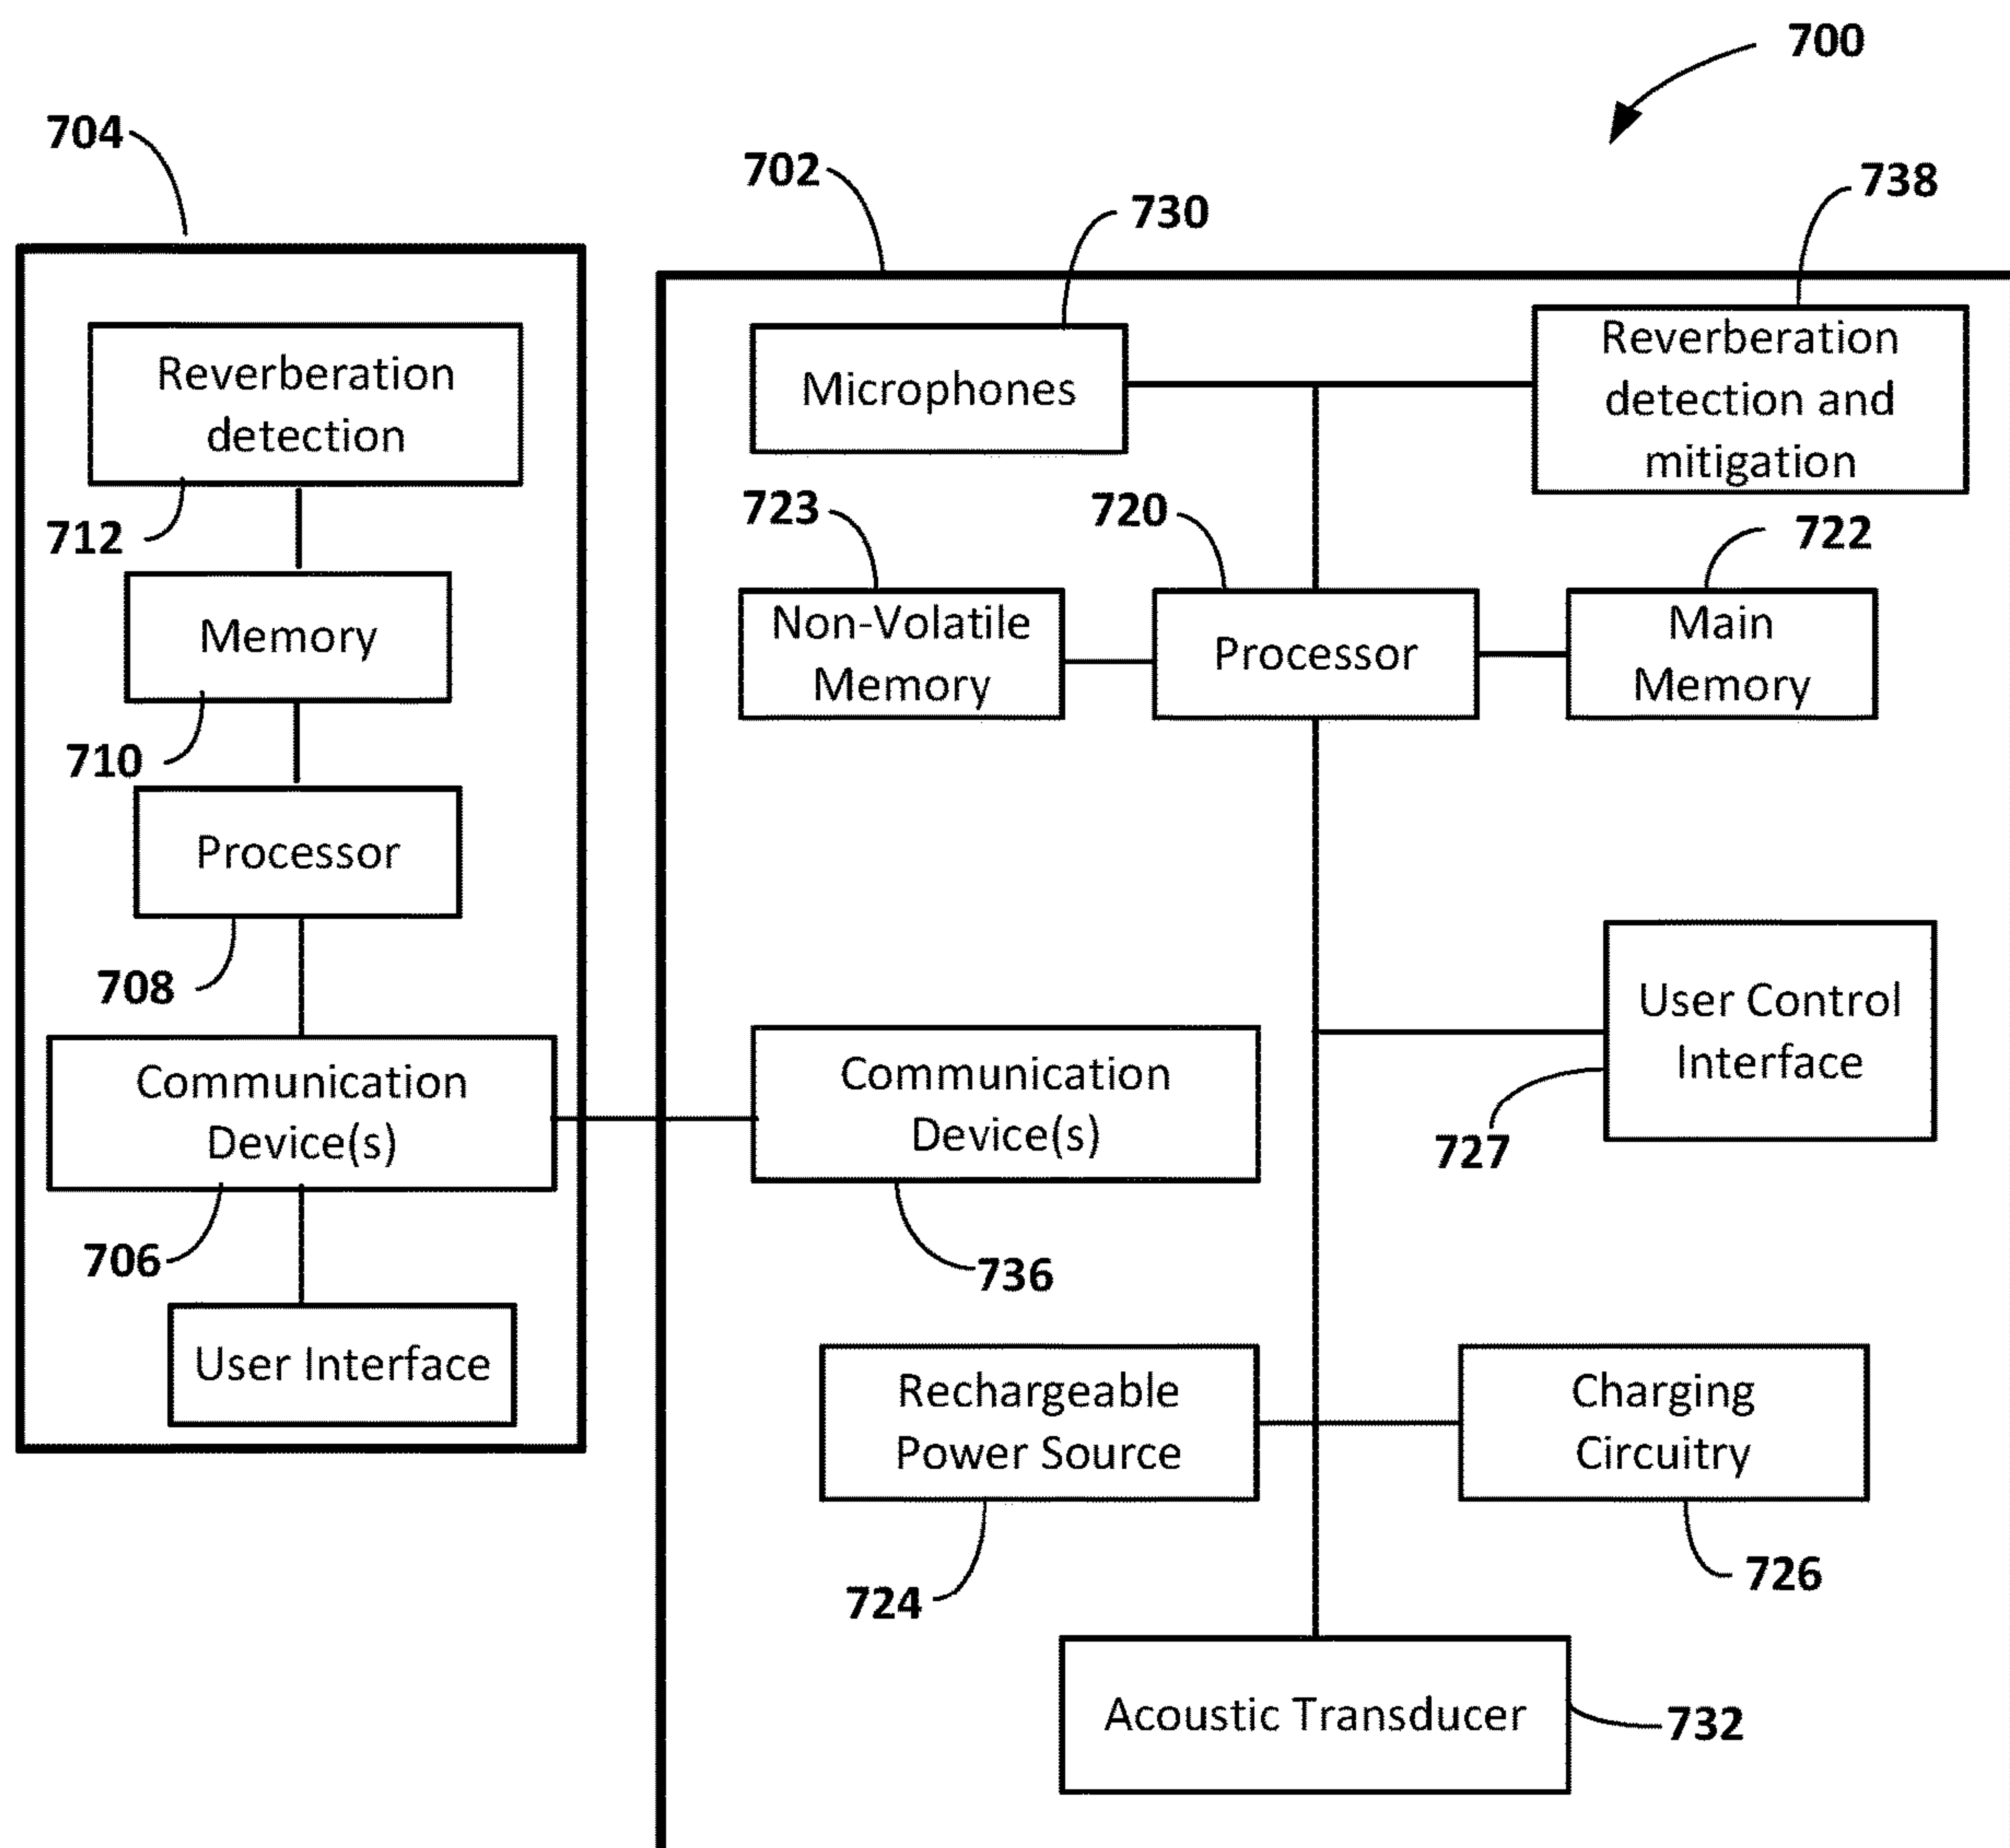 700
704
702
730
738
Reverberation
detection
712
Memory
710
Processor
708
Communication
Device(s)
706
User Interface
Microphones
Reverberation
detection and
mitigation
723
720
722
Non-Volatile
Memory
Processor
Main
Memory
User Control
Interface
727
Communication
Device(s)
736
Rechargeable
Power Source
724
Charging
Circuitry
726
Acoustic Transducer
732